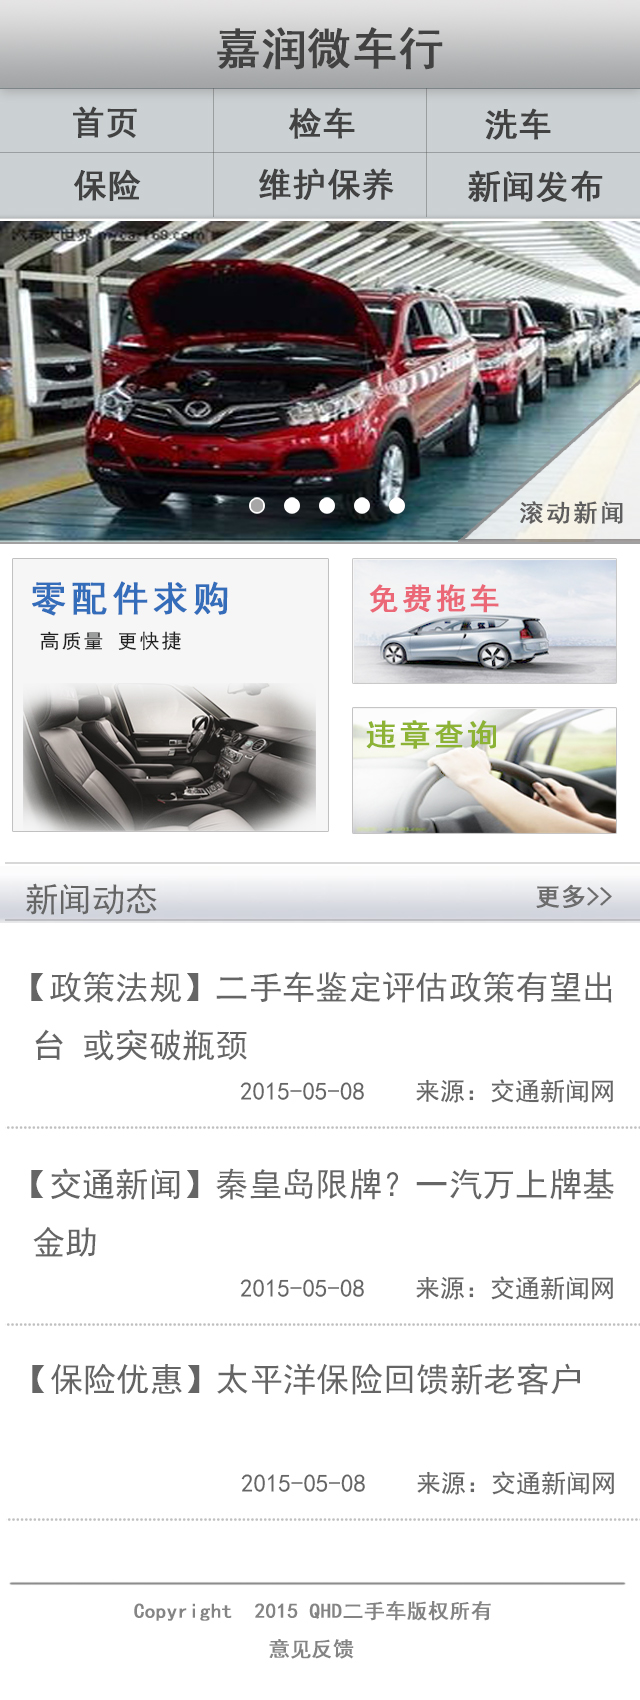 嘉润微车行
首页 检车 洗车
保险 维护保养 新闻发布
滚动新闻
零配件求购
高质量 更快捷
免费拖车
违章查询
新闻动态 更多>>
【政策法规】二手车鉴定评估政策有望出
台 或突破瓶颈
2015-05-08 来源：交通新闻网
【交通新闻】秦皇岛限牌？一汽万上牌基
金助
2015-05-08 来源：交通新闻网
【保险优惠】太平洋保险回馈新老客户
2015-05-08 来源：交通新闻网
Copyright 2015 QHD二手车版权所有
意见反馈